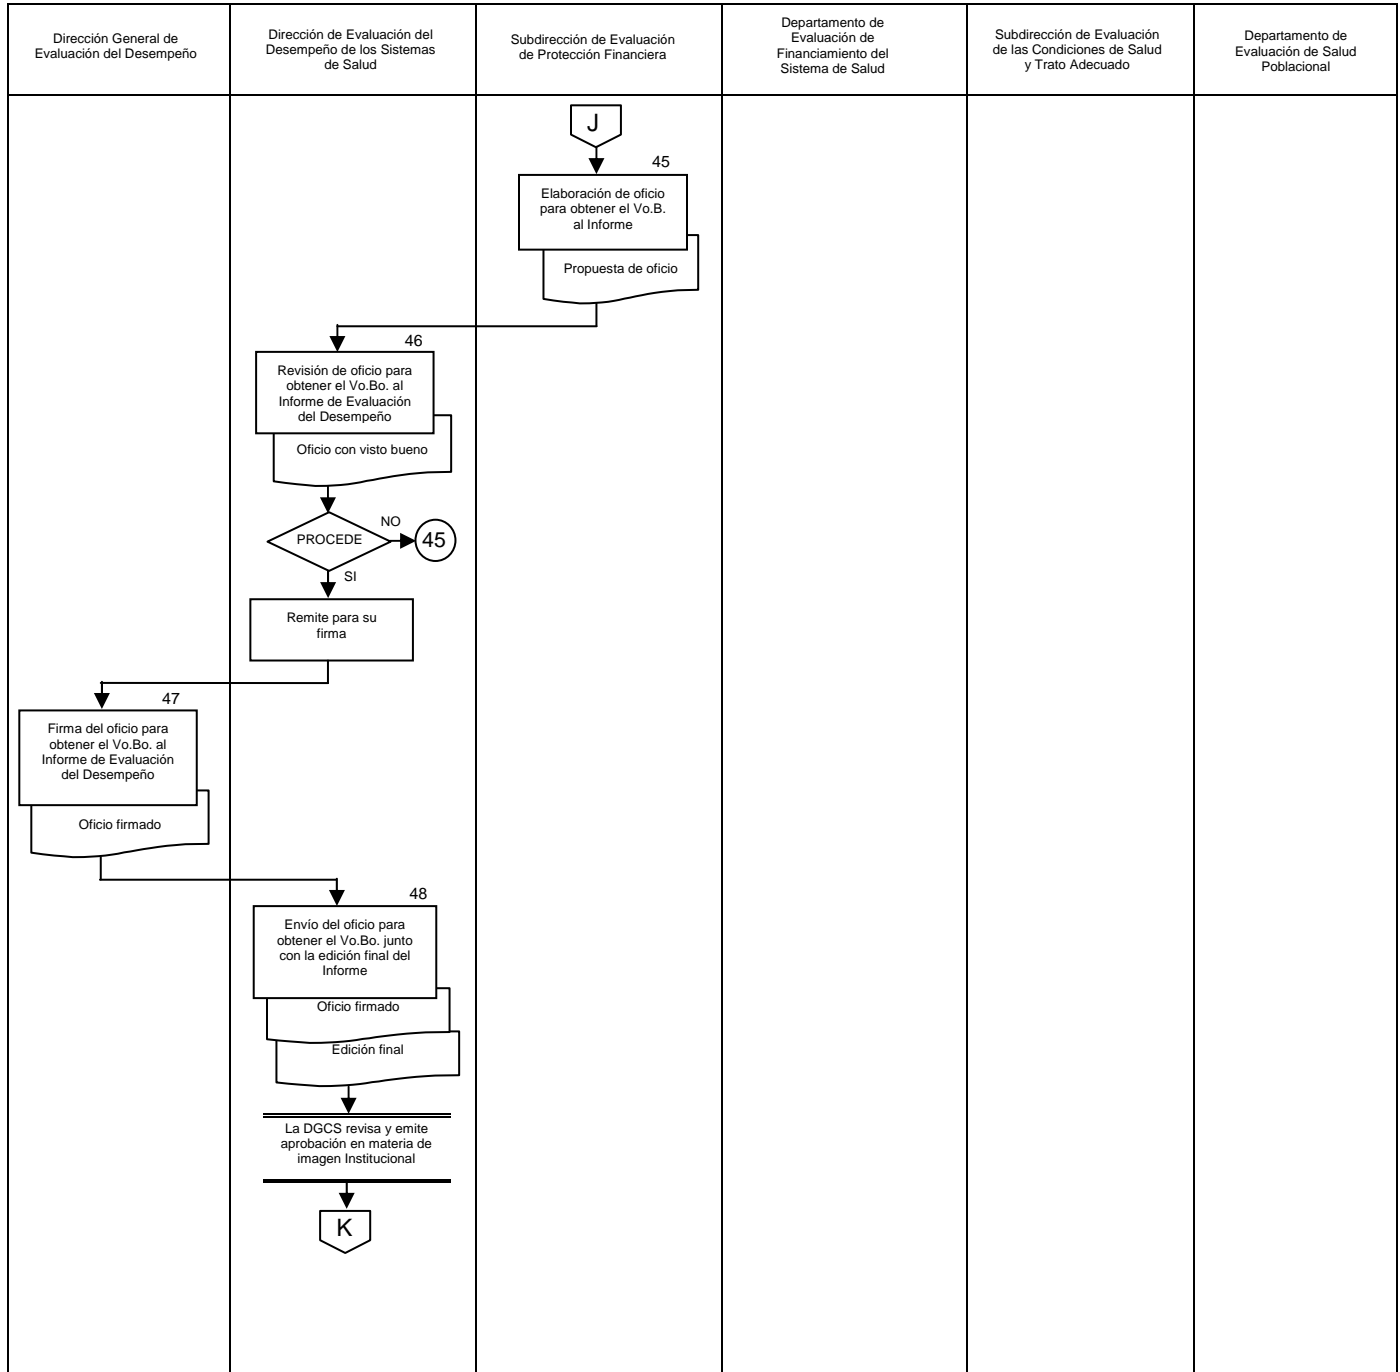 Dirección General de
Evaluación del Desempeño
Dirección de Evaluación del
Desempeño de los Sistemas
de Salud
Subdirección de Evaluación
de Protección Financiera
Departamento de
Evaluación de
Financiamiento del
Sistema de Salud
Subdirección de Evaluación
de las Condiciones de Salud
y Trato Adecuado
Departamento de
Evaluación de Salud
Poblacional
J
45
Elaboración de oficio
para obtener el Vo.B.
al Informe
Propuesta de oficio
46
Revisión de oficio para
obtener el Vo.Bo. al
Informe de Evaluación
del Desempeño
Oficio con visto bueno
PROCEDE
NO
45
SI
Remite para su
firma
47
Firma del oficio para
obtener el Vo.Bo. al
Informe de Evaluación
del Desempeño
Oficio firmado
48
Envío del oficio para
obtener el Vo.Bo. junto
con la edición final del
Informe
Oficio firmado
Edición final
La DGCS revisa y emite
aprobación en materia de
imagen Institucional
K